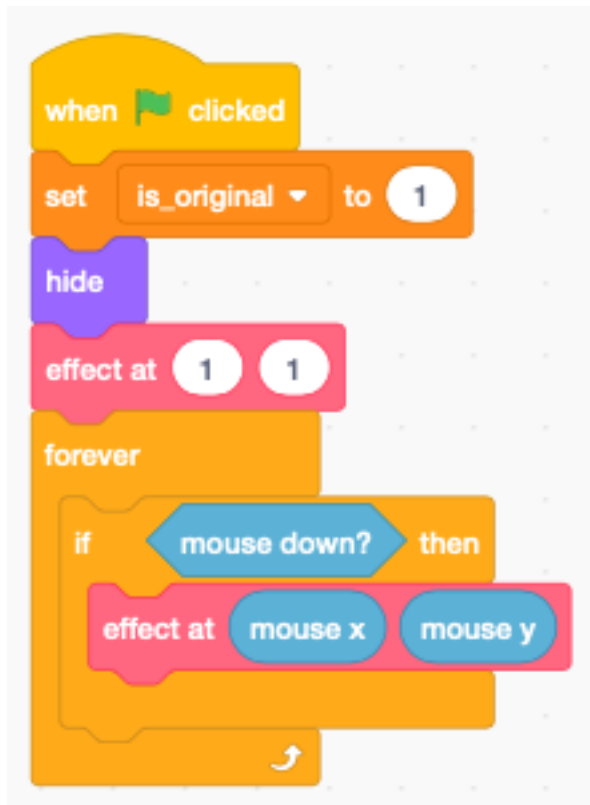 when clicked
set is_original to 1
hide
effect at 1 1
forever
if mouse down? then
effect at mouse x mouse y